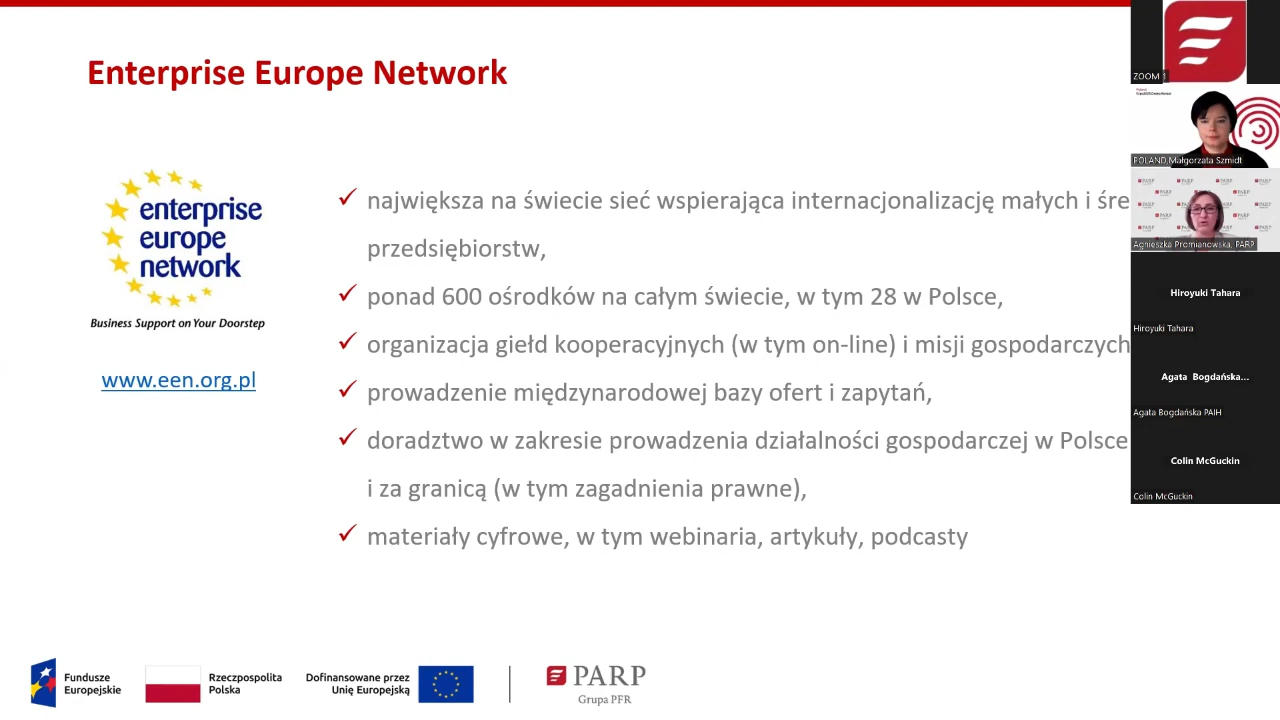 Enterprise Europe Network
enterprise
europe
network
Business Support on Your Doorstep
www.een.org.pl
✓ największa na świecie sieć wspierająca internacjonalizację małych i śre
przedsiębiorstw,
✓ ponad 600 ośrodków na całym świecie, w tym 28 w Polsce,
✓ organizacja giełd kooperacyjnych (w tym on-line) i misji gospodarczych
✓ prowadzenie międzynarodowej bazy ofert i zapytań,
✓ doradztwo w zakresie prowadzenia działalności gospodarczej w Polsce
i za granicą (w tym zagadnienia prawne),
✓ materiały cyfrowe, w tym webinaria, artykuły, podcasty
Fundusze
Europejskie
Rzeczpospolita
Polska
Dofinansowane przez
Unię Europejską
PARP
Grupa PFR
ZOOM 1
POLAND Małgorzata Szmidt
PARP
Agnieszka Promianowska, PARP
Hiroyuki Tahara
Hiroyuki Tahara
Agata Bogdańska...
Agata Bogdańska PAIH
Colin McGuckin
Colin McGuckin